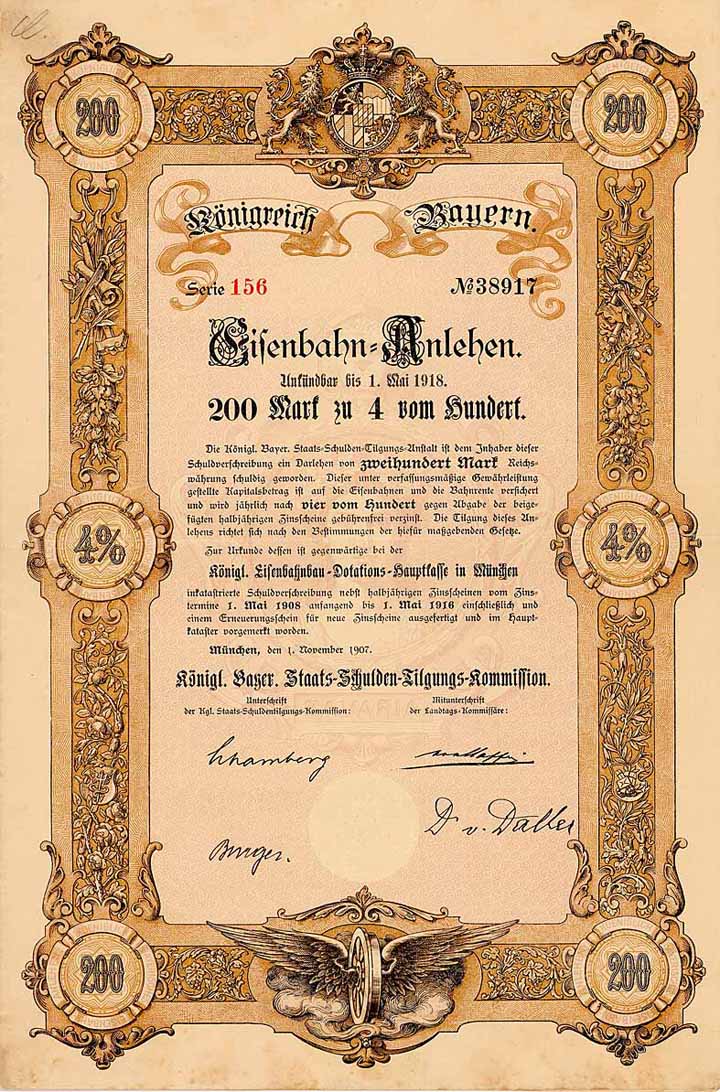 200
200
Königreich Bayern.
Serie 156 № 38917
Eisenbahn-Anlehen.
Unkündbar bis 1. Mai 1918.
200 Mark zu 4 vom Hundert.
Die Königl. Bayer. Staats-Schulden-Tilgungs-Anstalt ist dem Inhaber dieser
Schuldverschreibung ein Darlehen von zweihundert Mark Reichs-
währung schuldig geworden. Dieser unter verfassungsmäßige Gewährleistung
gestellte Kapitalsbetrag ist auf die Eisenbahnen und die Bahnrente versichert
und wird jährlich nach vier vom Hundert gegen Abgabe der beige-
fügten halbjährigen Zinscheine gebührenfrei verzinst. Die Tilgung dieses An-
lehens richtet sich nach den Bestimmungen der hiefür maßgebenden Gesetze.
4%
4%
Zur Urkunde dessen ist gegenwärtige bei der
Königl. Eisenbahnbau-Dotations-Hauptkasse in München
inkatastrierte Schuldverschreibung nebst halbjährigen Zinscheinen vom Zins-
termine 1. Mai 1908 anfangend bis 1. Mai 1916 einschließlich und
einem Erneuerungschein für neue Zinscheine ausgefertigt und im Haupt-
kataster vorgemerkt worden.
München, den 1. November 1907.
Königl. Bayer. Staats-Schulden-Tilgungs-Kommission.
Unterschrift
der Kgl. Staats-Schuldentilgungs-Kommission:
Mitunterschrift
der Landtags-Kommissäre:
Burger.
Dr v. Daller
200
200